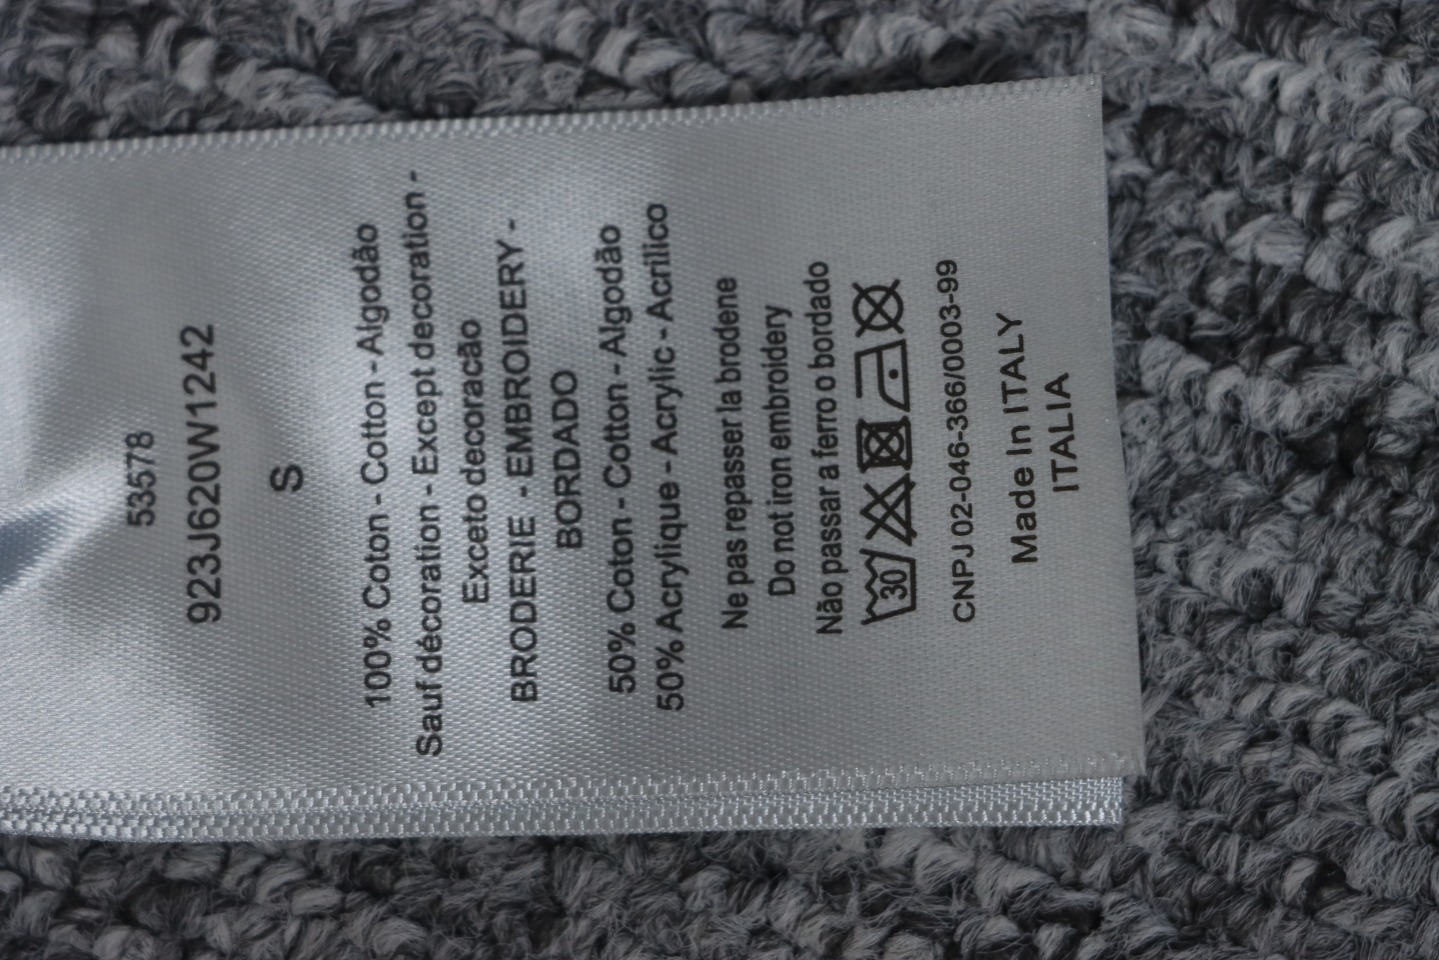 53578
923J620W1242
S
100% Coton - Cotton - Algodão
Sauf décoration - Except decoration -
Exceto decoração
BRODERIE - EMBROIDERY -
BORDADO
50% Coton - Cotton - Algodão
50% Acrylique - Acrylic - Acrilico
Ne pas repasser la brodene
Do not iron embroidery
Não passar a ferro o bordado
30
CNPJ 02-046-366/0003-99
Made In ITALY
ITALIA